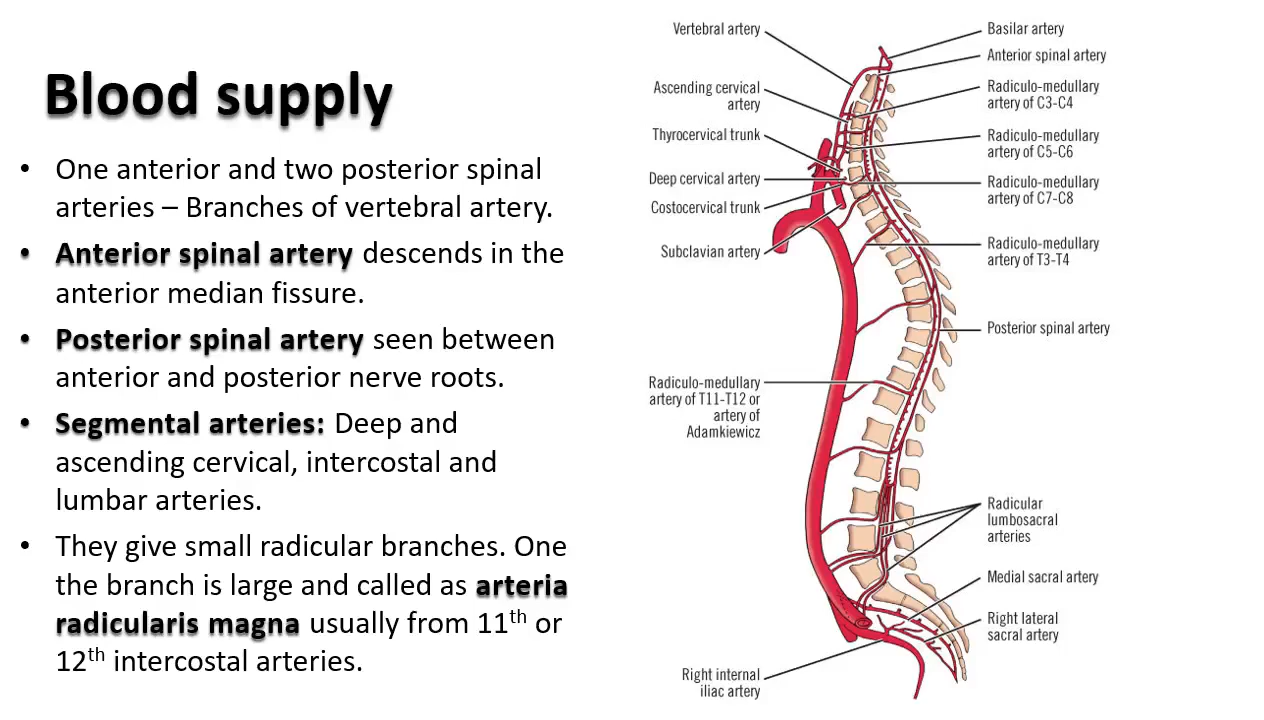 Blood supply
• One anterior and two posterior spinal
arteries – Branches of vertebral artery.
• Anterior spinal artery descends in the
anterior median fissure.
• Posterior spinal artery seen between
anterior and posterior nerve roots.
• Segmental arteries: Deep and
ascending cervical, intercostal and
lumbar arteries.
• They give small radicular branches. One
the branch is large and called as arteria
radicularis magna usually from 11th or
12th intercostal arteries.
Vertebral artery
Ascending cervical
artery
Thyrocervical trunk
Deep cervical artery
Costocervical trunk
Subclavian artery
Radiculo-medullary
artery of T11-T12 or
artery of
Adamkiewicz
Right internal
iliac artery
Basilar artery
Anterior spinal artery
Radiculo-medullary
artery of C3-C4
Radiculo-medullary
artery of C5-C6
Radiculo-medullary
artery of C7-C8
Radiculo-medullary
artery of T3-T4
Posterior spinal artery
Radicular
lumbosacral
arteries
Medial sacral artery
Right lateral
sacral artery